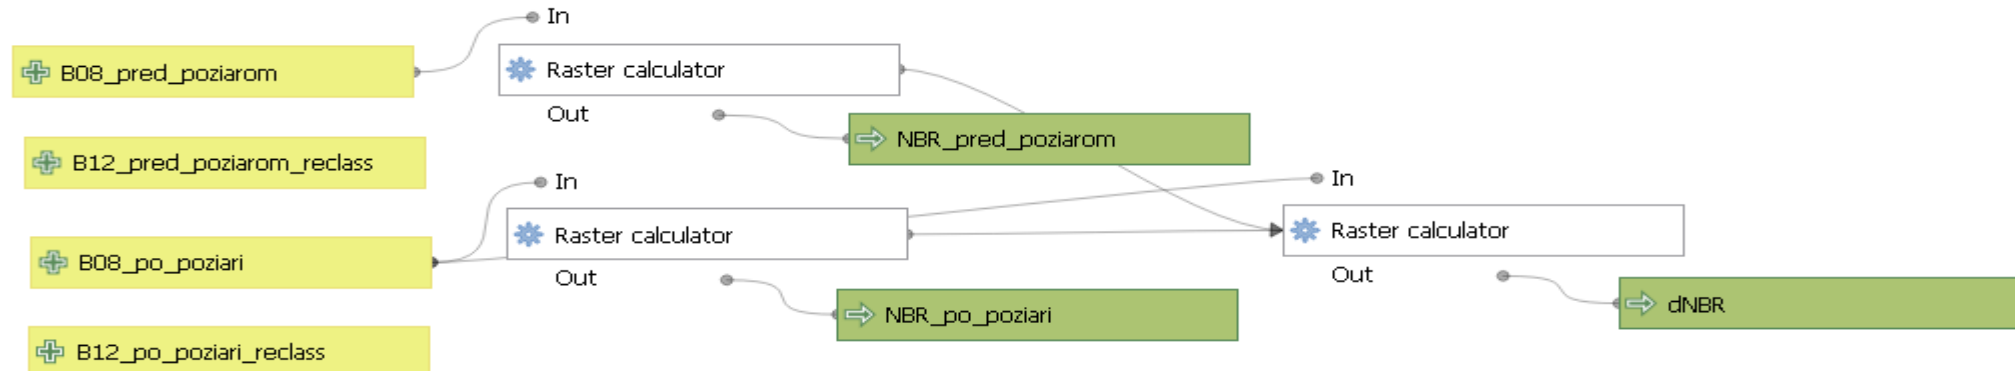 In
B08_pred_poziarom
Raster calculator
Out
NBR_pred_poziarom
B12_pred_poziarom_reclass
In
In
Raster calculator
Raster calculator
B08_po_poziari
Out
Out
NBR_po_poziari
dNBR
B12_po_poziari_reclass